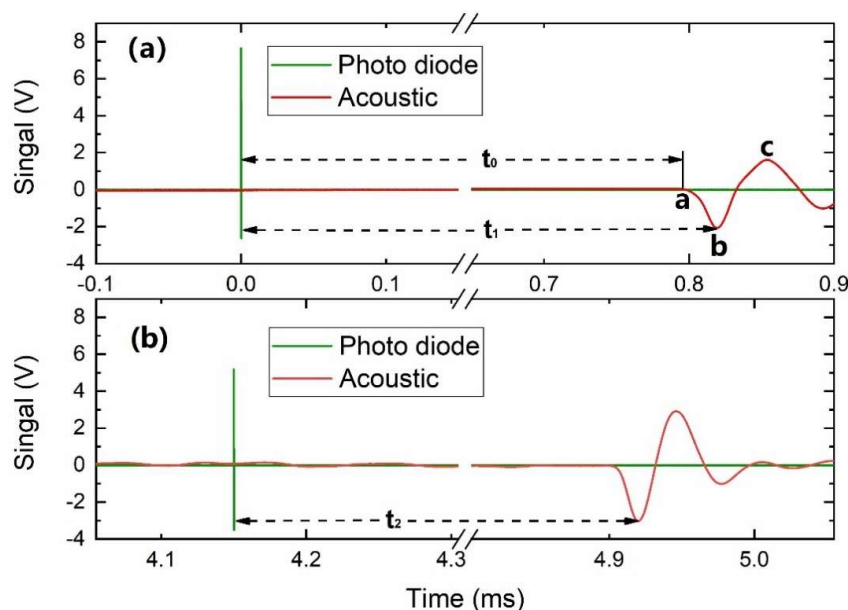 (a)
Photo diode
Acoustic
Singal (V)
8
6
4
2
0
-2
-4
t₀
t₁
a
b
c
-0.1 0.0 0.1 0.7 0.8 0.9
(b)
Photo diode
Acoustic
Singal (V)
8
6
4
2
0
-2
-4
t₂
4.1 4.2 4.3 4.9 5.0
Time (ms)